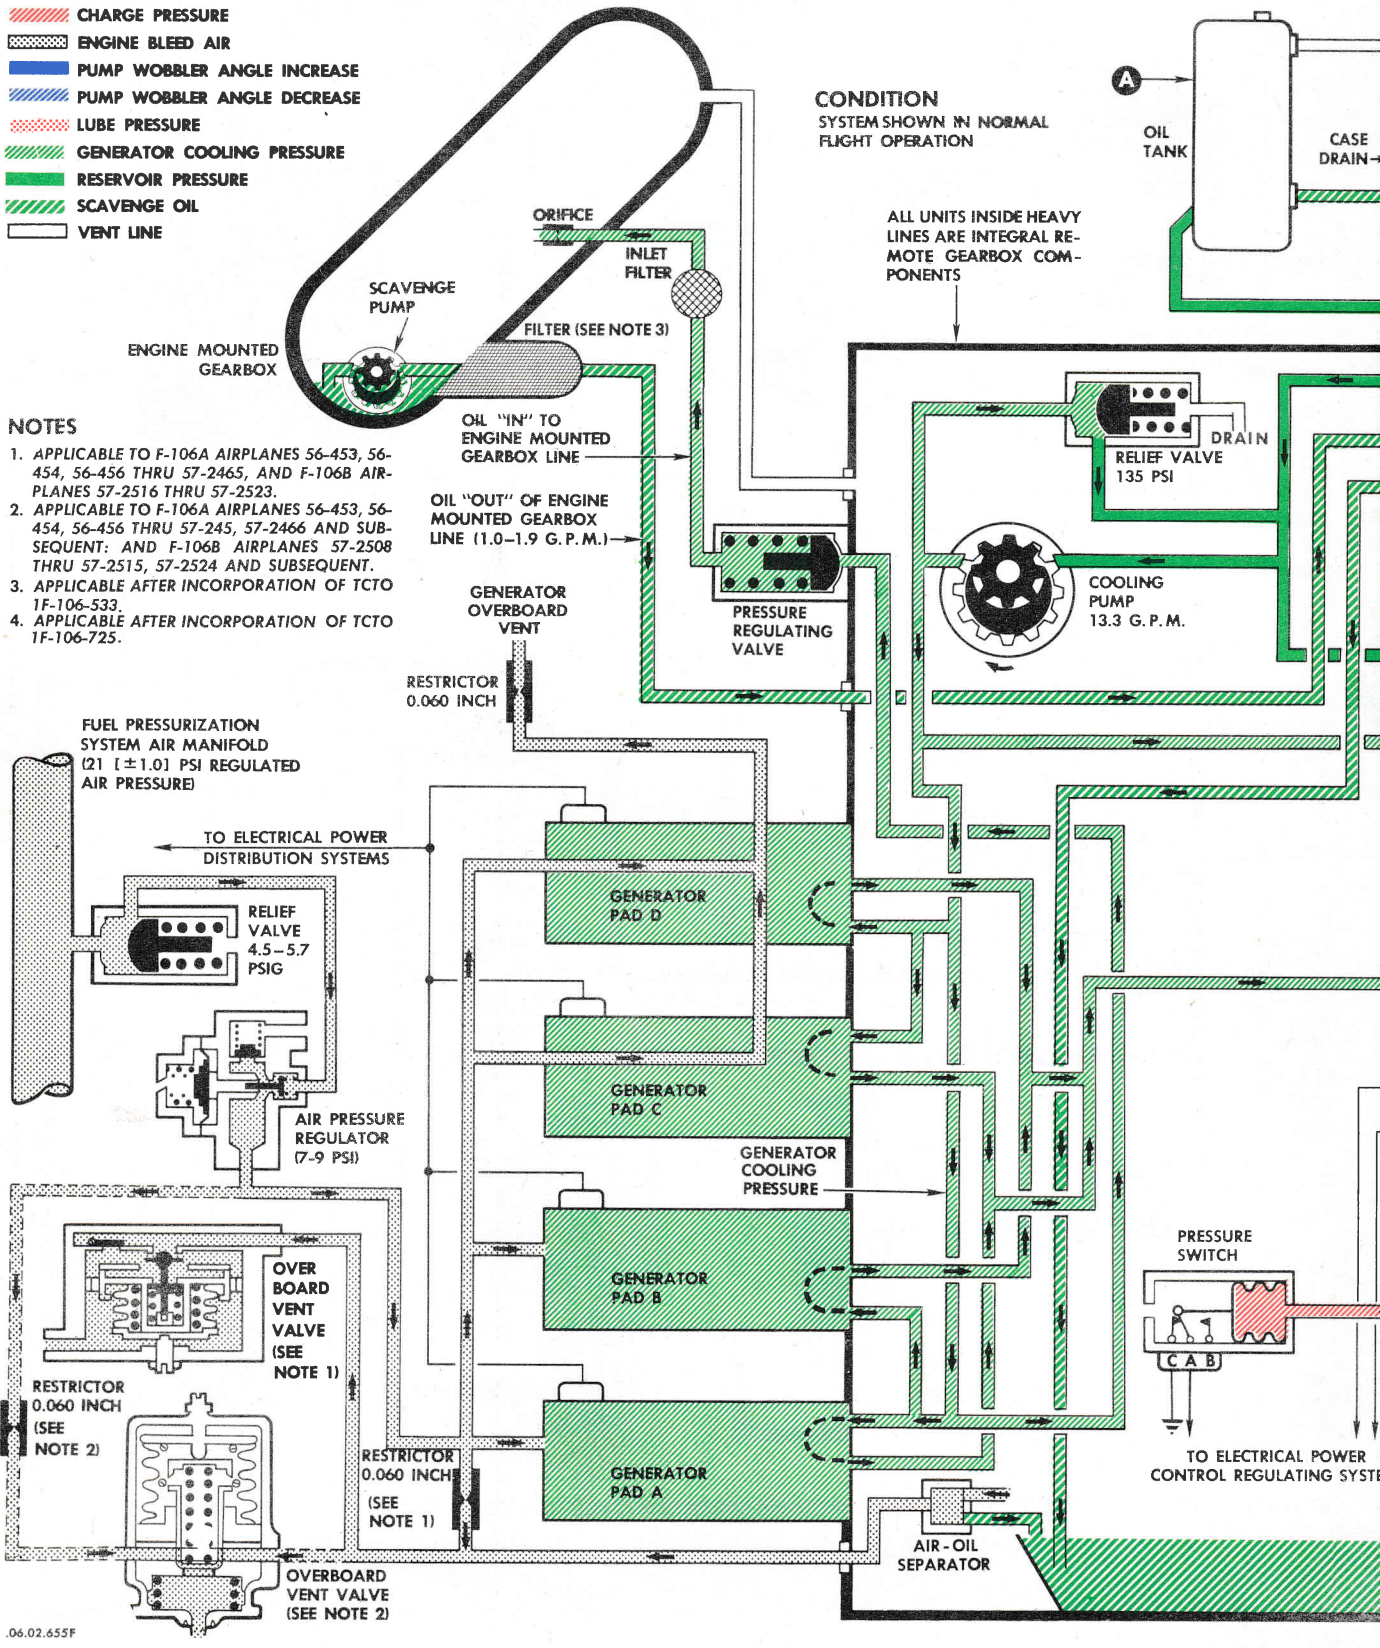 CHARGE PRESSURE
ENGINE BLEED AIR
PUMP WOBBLER ANGLE INCREASE
PUMP WOBBLER ANGLE DECREASE
LUBE PRESSURE
GENERATOR COOLING PRESSURE
RESERVOIR PRESSURE
SCAVENGE OIL
VENT LINE
CONDITION
SYSTEM SHOWN IN NORMAL
FLIGHT OPERATION
A
OIL
TANK
CASE
DRAIN
ALL UNITS INSIDE HEAVY
LINES ARE INTEGRAL RE-
MOTE GEARBOX COM-
PONENTS
ORIFICE
INLET
FILTER
SCAVENGE
PUMP
FILTER (SEE NOTE 3)
ENGINE MOUNTED
GEARBOX
NOTES
1. APPLICABLE TO F-106A AIRPLANES 56-453, 56-
454, 56-456 THRU 57-2465, AND F-106B AIR-
PLANES 57-2516 THRU 57-2523.
2. APPLICABLE TO F-106A AIRPLANES 56-453, 56-
454, 56-456 THRU 57-245, 57-2466 AND SUB-
SEQUENT: AND F-106B AIRPLANES 57-2508
THRU 57-2515, 57-2524 AND SUBSEQUENT.
3. APPLICABLE AFTER INCORPORATION OF TCTO
1F-106-533.
4. APPLICABLE AFTER INCORPORATION OF TCTO
1F-106-725.
OIL "IN" TO
ENGINE MOUNTED
GEARBOX LINE
OIL "OUT" OF ENGINE
MOUNTED GEARBOX
LINE (1.0-1.9 G.P.M.)
DRAIN
RELIEF VALVE
135 PSI
COOLING
PUMP
13.3 G.P.M.
PRESSURE
REGULATING
VALVE
GENERATOR
OVERBOARD
VENT
RESTRICTOR
0.060 INCH
FUEL PRESSURIZATION
SYSTEM AIR MANIFOLD
(21 [±1.0] PSI REGULATED
AIR PRESSURE)
TO ELECTRICAL POWER
DISTRIBUTION SYSTEMS
RELIEF
VALVE
4.5-5.7
PSIG
GENERATOR
PAD D
GENERATOR
PAD C
AIR PRESSURE
REGULATOR
(7-9 PSI)
GENERATOR
COOLING
PRESSURE
PRESSURE
SWITCH
C A B
OVER
BOARD
VENT
VALVE
(SEE
NOTE 1)
GENERATOR
PAD B
RESTRICTOR
0.060 INCH
(SEE
NOTE 2)
RESTRICTOR
0.060 INCH
(SEE
NOTE 1)
GENERATOR
PAD A
TO ELECTRICAL POWER
CONTROL REGULATING SYSTE
AIR-OIL
SEPARATOR
OVERBOARD
VENT VALVE
(SEE NOTE 2)
.06.02.655F